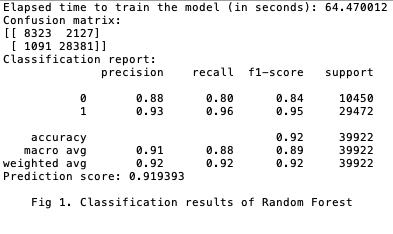 Elapsed time to train the model (in seconds): 64.470012
Confusion matrix:
[[ 8323  2127]
 [ 1091 28381]]
Classification report:
              precision    recall  f1-score   support

           0       0.88      0.80      0.84     10450
           1       0.93      0.96      0.95     29472

    accuracy                           0.92     39922
   macro avg       0.91      0.88      0.89     39922
weighted avg       0.92      0.92      0.92     39922
Prediction score: 0.919393

Fig 1. Classification results of Random Forest